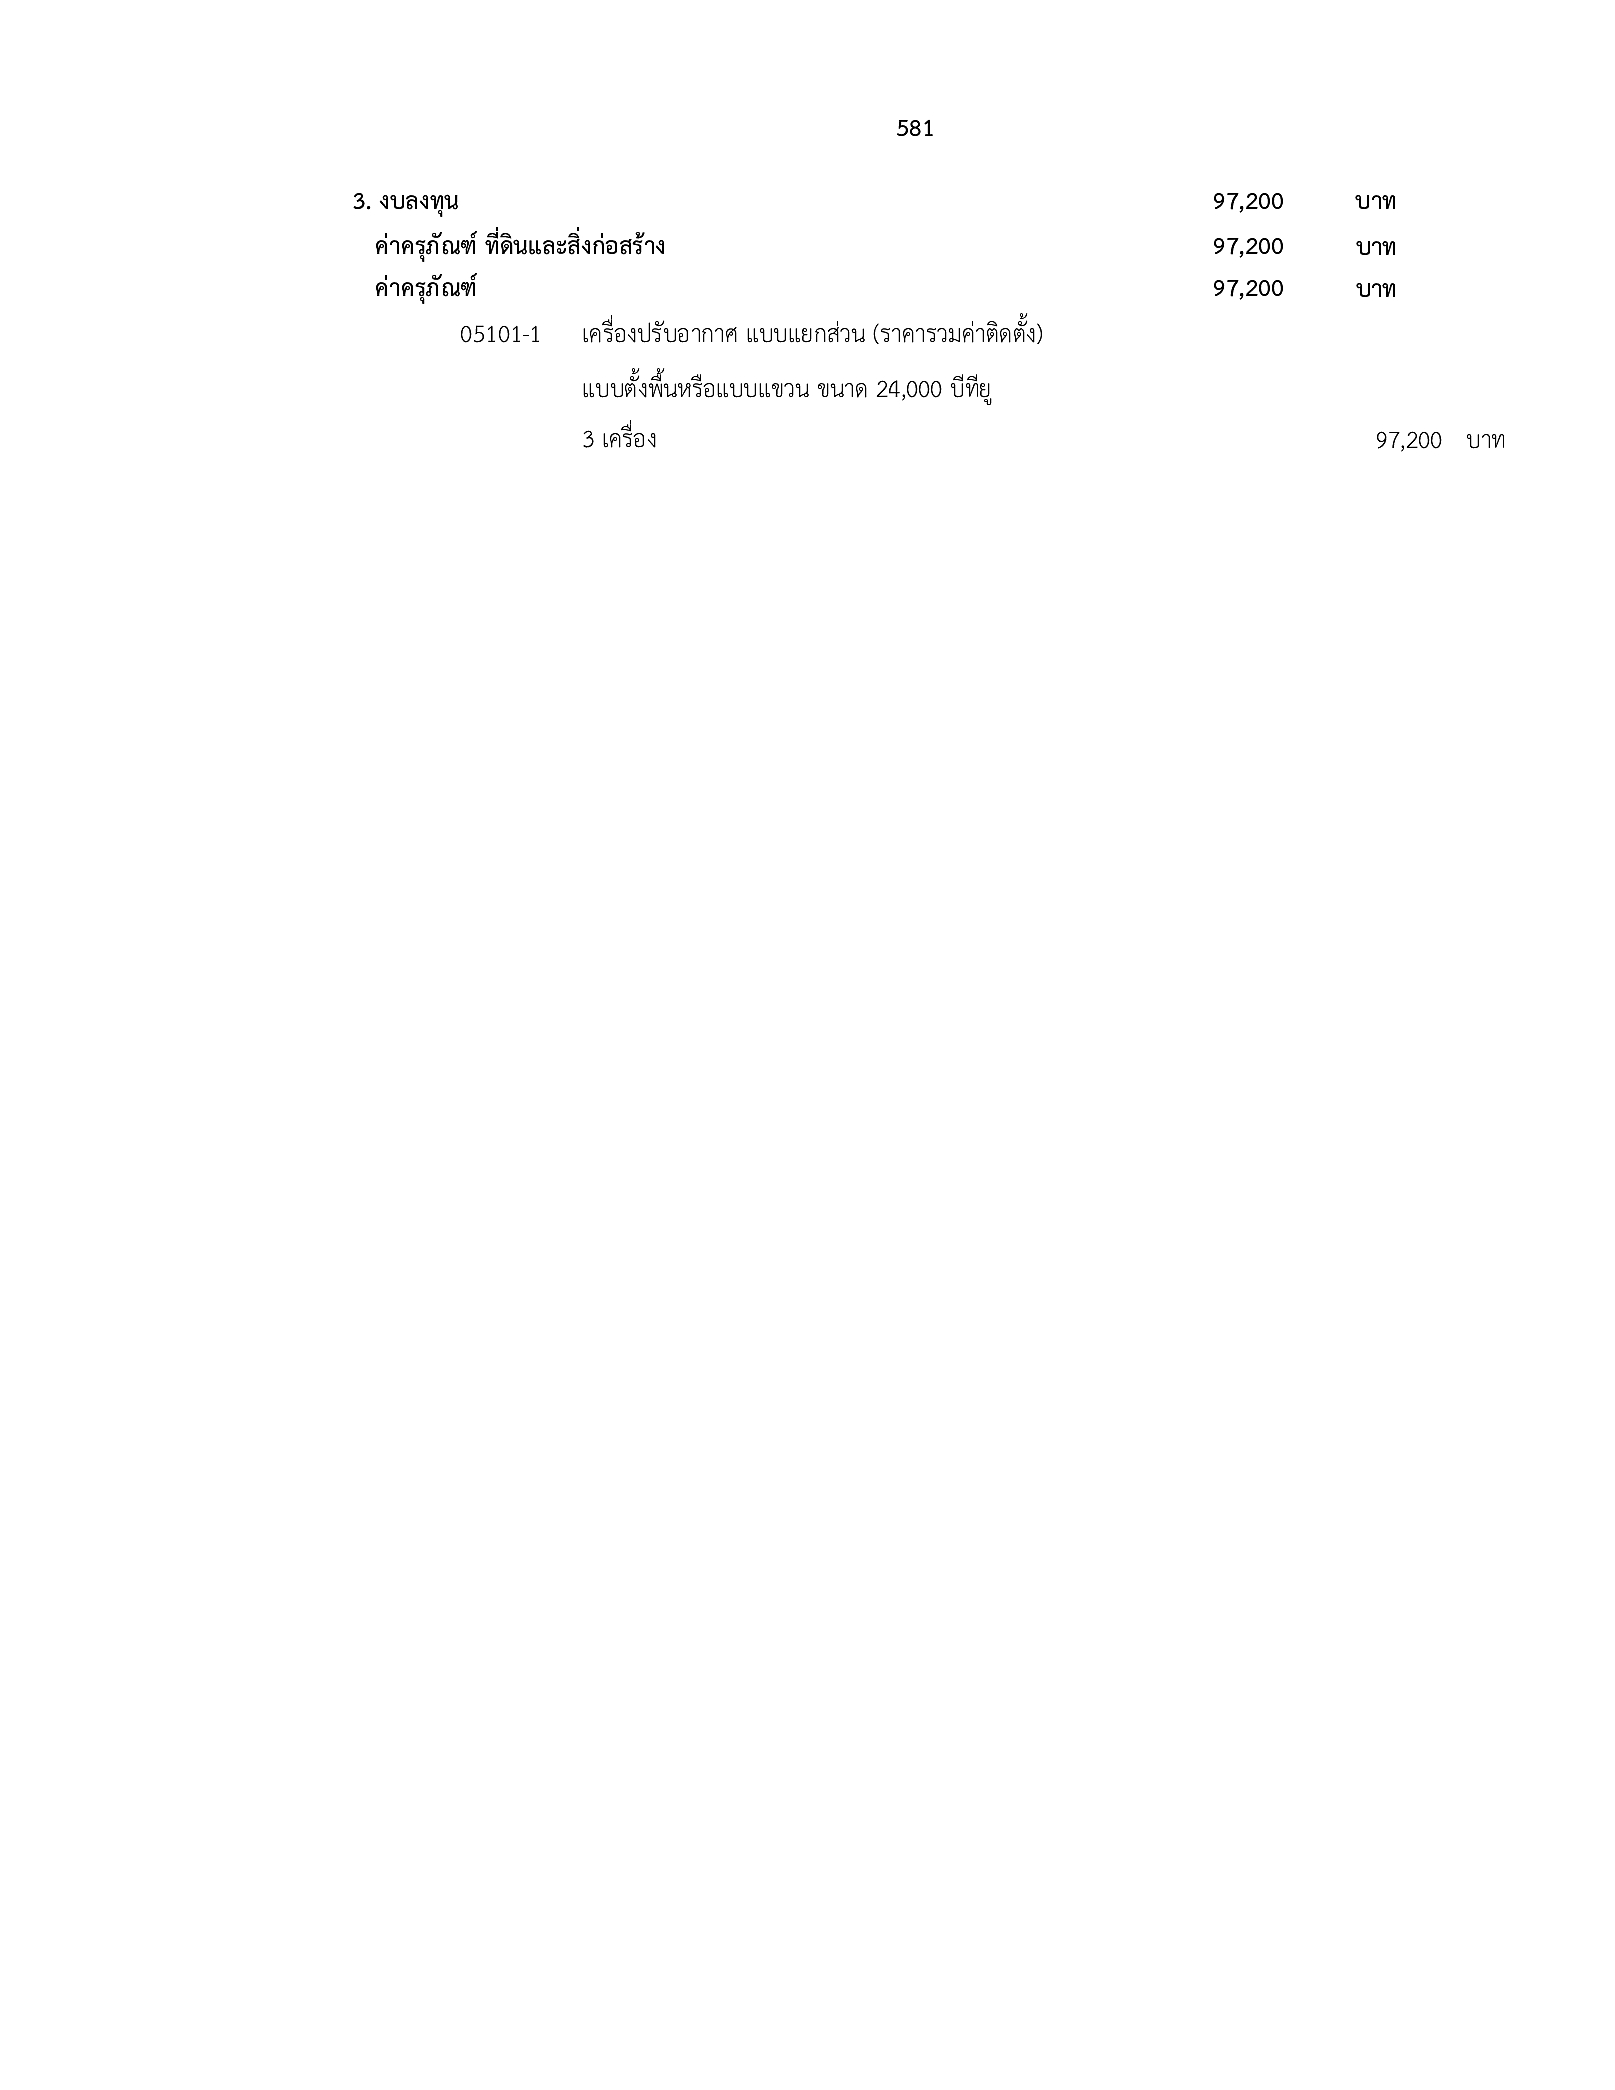 581
3. งบลงทุน 97,200 บาท
ค่าครุภัณฑ์ ที่ดินและสิ่งก่อสร้าง 97,200 บาท
ค่าครุภัณฑ์ 97,200 บาท
05101-1 เครื่องปรับอากาศ แบบแยกส่วน (ราคารวมค่าติดตั้ง)
แบบตั้งพื้นหรือแบบแขวน ขนาด 24,000 บีทียู
3 เครื่อง 97,200 บาท